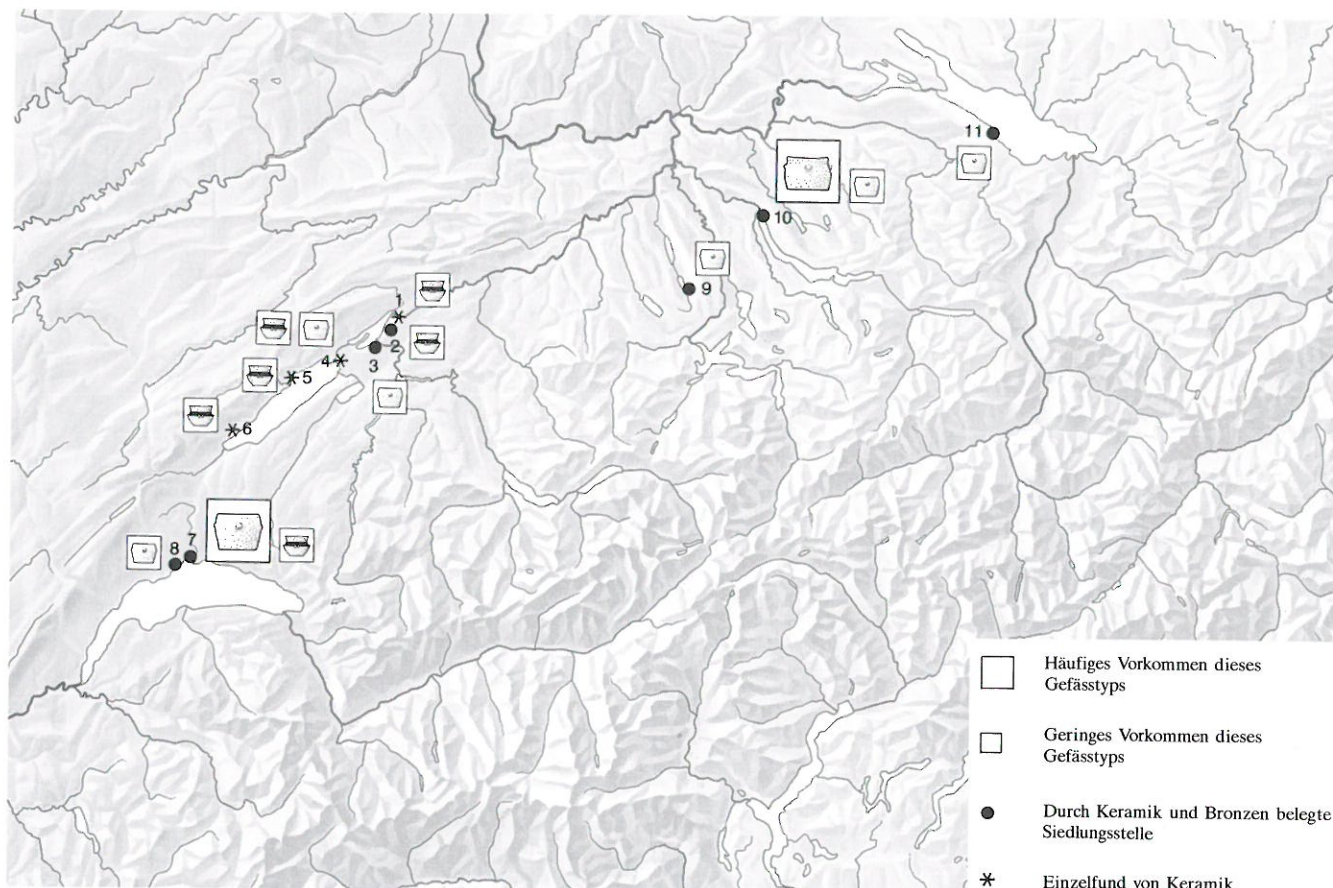 11
10
9
1
2
3
4
5
6
7
8
Häufiges Vorkommen dieses
Gefässtyps
Geringes Vorkommen dieses
Gefässtyps
Durch Keramik und Bronzen belegte
Siedlungsstelle
Einzelfund von Keramik